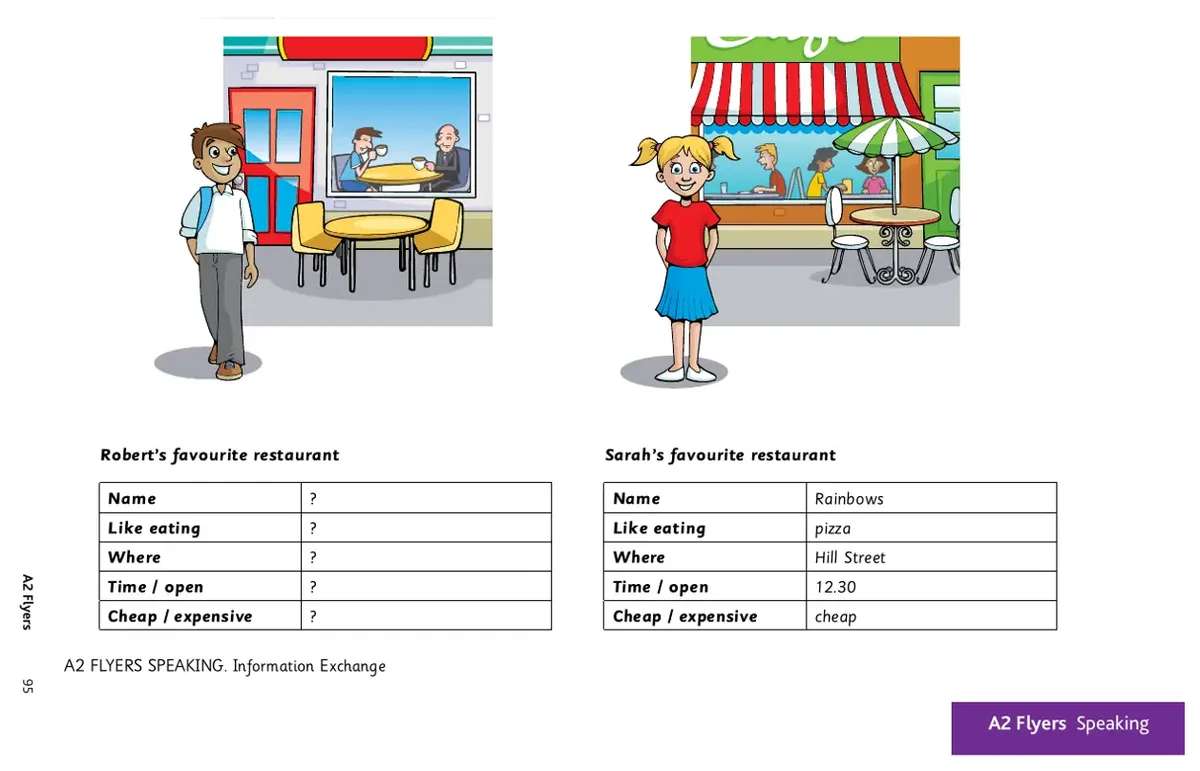 Robert's favourite restaurant
Name ?
Like eating ?
Where ?
Time / open ?
Cheap / expensive ?
Sarah's favourite restaurant
Name Rainbows
Like eating pizza
Where Hill Street
Time / open 12.30
Cheap / expensive cheap
A2 Flyers
95
A2 FLYERS SPEAKING. Information Exchange
A2 Flyers Speaking